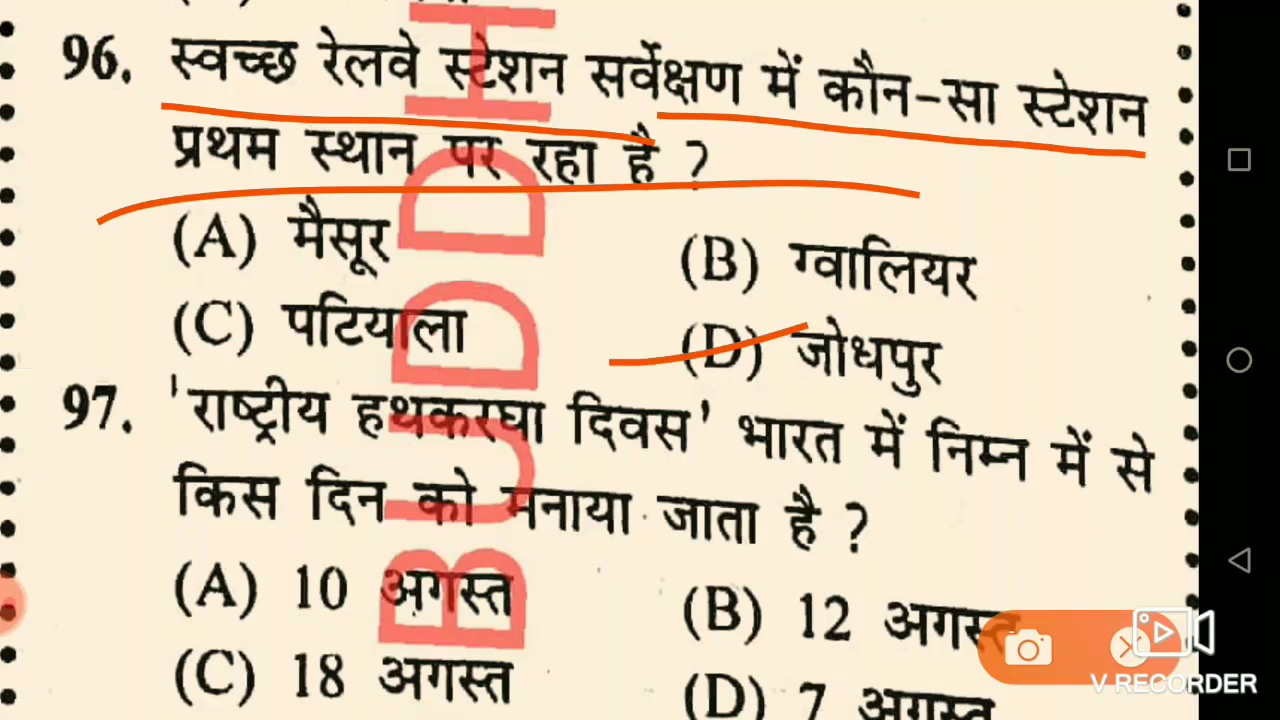 96. स्वच्छ रेलवे स्टेशन सर्वेक्षण में कौन-सा स्टेशन
प्रथम स्थान पर रहा है ?
(A) मैसूर (B) ग्वालियर
(C) पटियाला (D) जोधपुर
97. 'राष्ट्रीय हथकरघा दिवस' भारत में निम्न में से
किस दिन को मनाया जाता है ?
(A) 10 अगस्त (B) 12 अगस्त
(C) 18 अगस्त (D) 7 अगस्त
BUDDH
V RECORDER